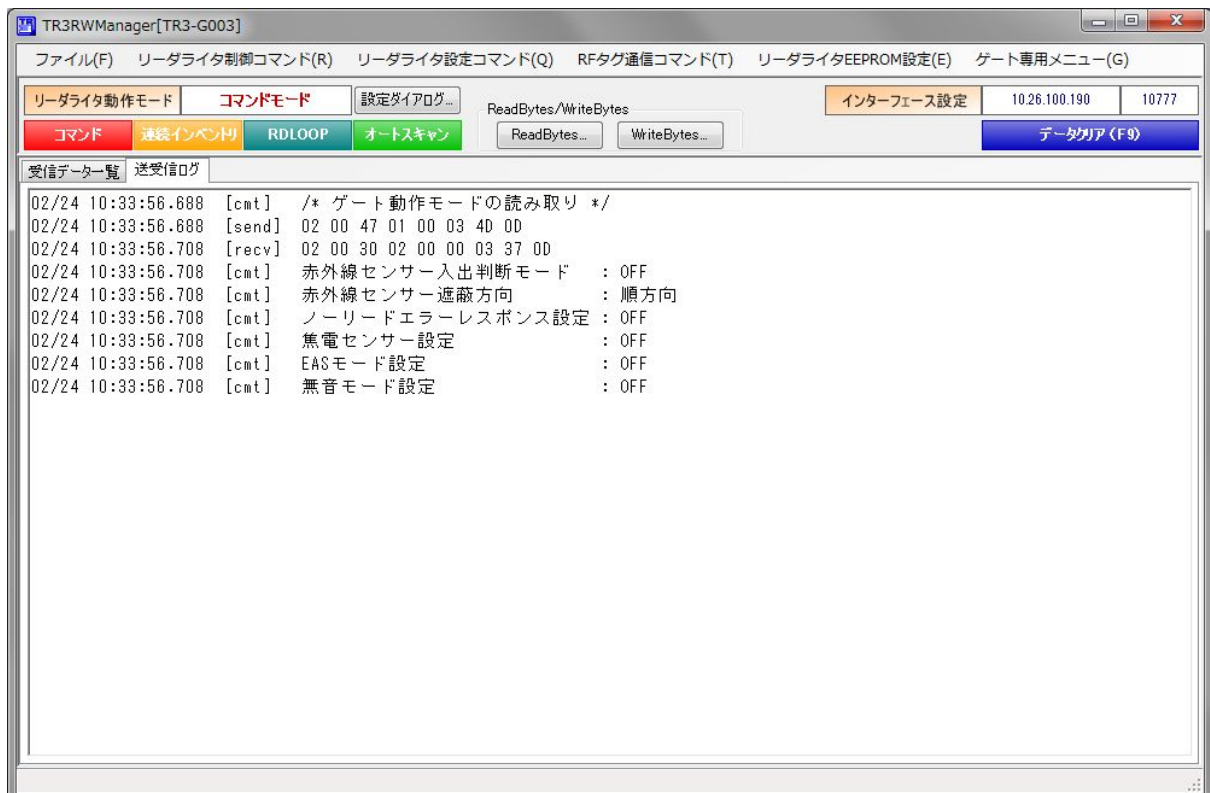 TR3RWManager[TR3-G003]
ファイル(F) リーダライタ制御コマンド(R) リーダライタ設定コマンド(Q) RFタグ通信コマンド(T) リーダライタEEPROM設定(E) ゲート専用メニュー(G)
リーダライタ動作モード コマンドモード 設定ダイアログ... ReadBytes/WriteBytes インターフェース設定 10.26.100.190 10777
コマンド 連続インベントリ RDLOOP オートスキャン ReadBytes... WriteBytes... データクリア(F9)
受信データ一覧 送受信ログ
02/24 10:33:56.688 [cmt] /* ゲート動作モードの読み取り */
02/24 10:33:56.688 [send] 02 00 47 01 00 03 4D 0D
02/24 10:33:56.708 [recv] 02 00 30 02 00 00 03 37 0D
02/24 10:33:56.708 [cmt] 赤外線センサー入出判断モード : OFF
02/24 10:33:56.708 [cmt] 赤外線センサー遮蔽方向 : 順方向
02/24 10:33:56.708 [cmt] ノーリードエラーレスポンス設定 : OFF
02/24 10:33:56.708 [cmt] 焦電センサー設定 : OFF
02/24 10:33:56.708 [cmt] EASモード設定 : OFF
02/24 10:33:56.708 [cmt] 無音モード設定 : OFF